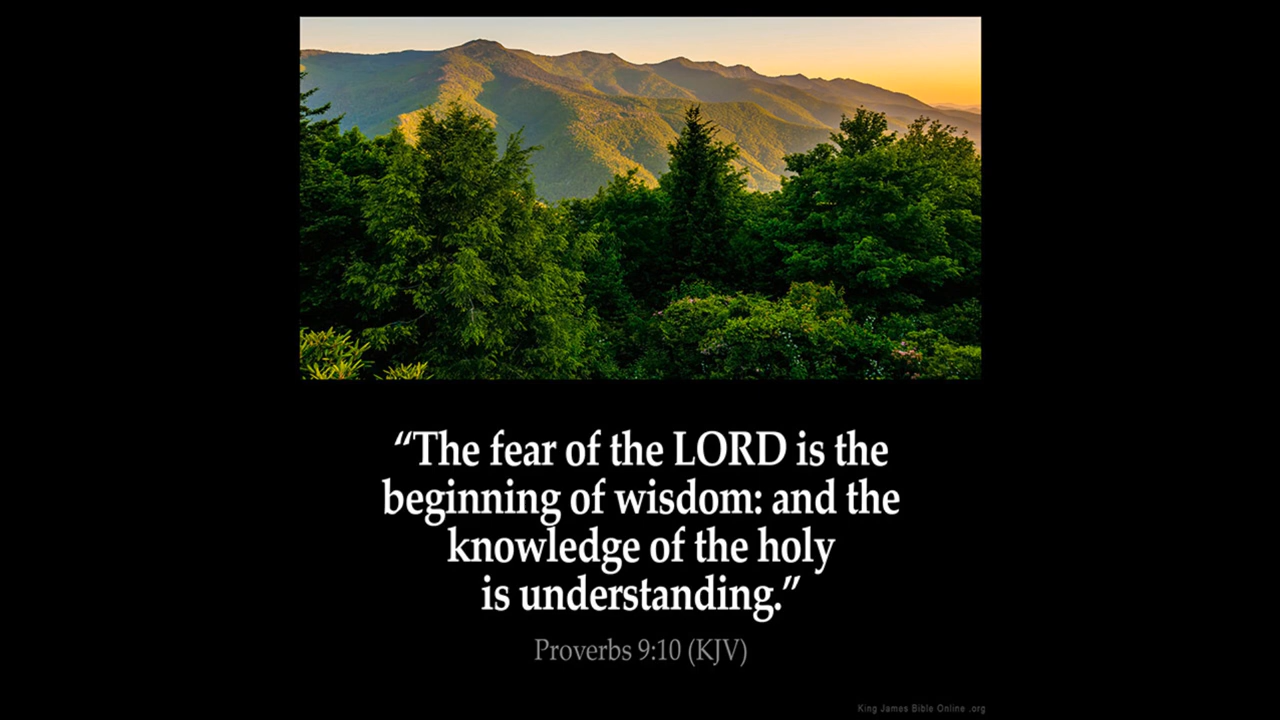 “The fear of the LORD is the
beginning of wisdom: and the
knowledge of the holy
is understanding.”
Proverbs 9:10 (KJV)
King James Bible Online .org